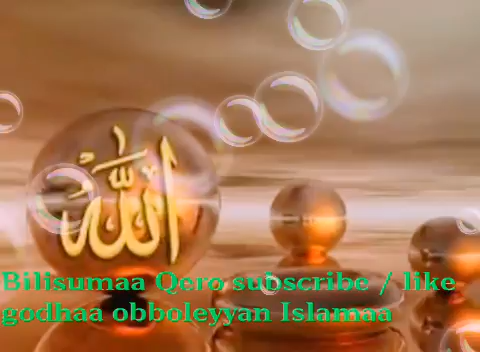 الله
Bilisumaa Qero subscribe / like
godhaa obboleyyan Islamaa